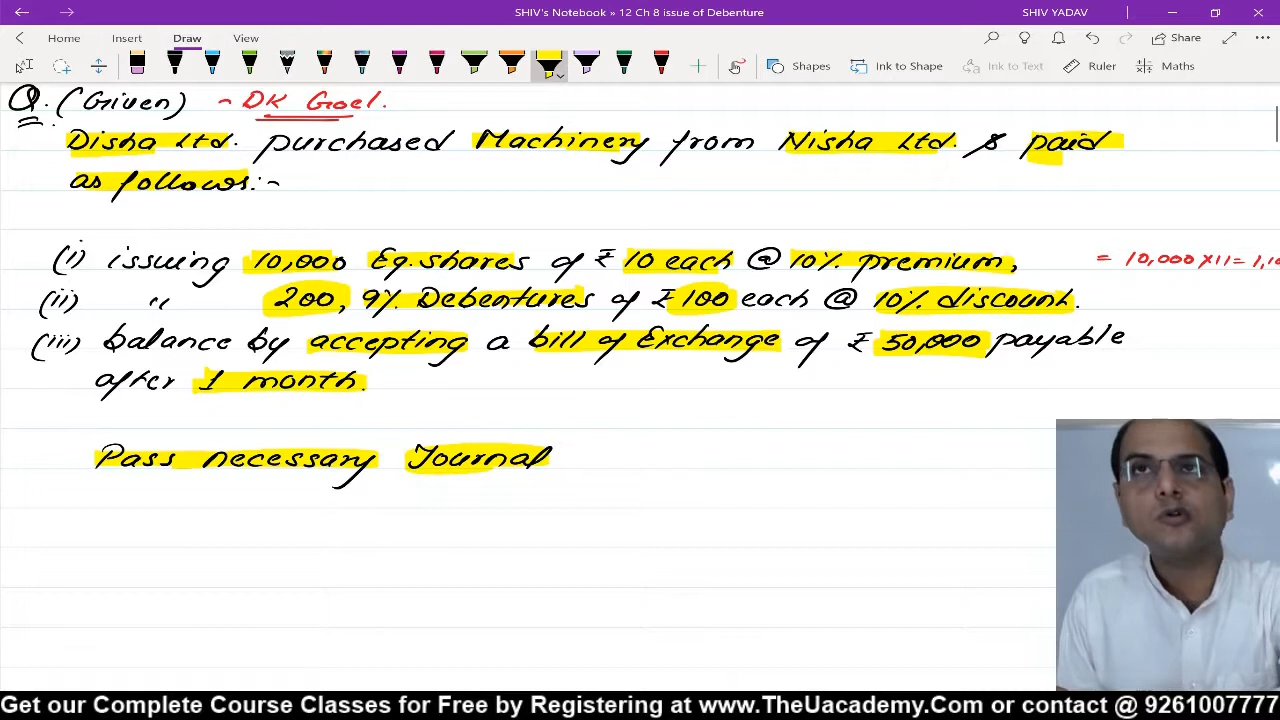 SHIV's Notebook » 12 Ch 8 issue of Debenture
SHIV YADAV
Home Insert Draw View
Share
Shapes Ink to Shape Ink to Text Ruler Maths
Q. (Given) - DK Goel.
Disha Ltd. purchased Machinery from Nisha Ltd. & paid
as follows:-
(i) issuing 10,000 Eq. shares of ₹ 10 each @ 10% premium, = 10,000 x 11 = 1,10
(ii) " 200, 9% Debentures of ₹ 100 each @ 10% discount.
(iii) balance by accepting a bill of Exchange of ₹ 50,000 payable
after 1 month.
Pass necessary Journal
Get our Complete Course Classes for Free by Registering at www.TheUacademy.Com or contact @ 9261007777